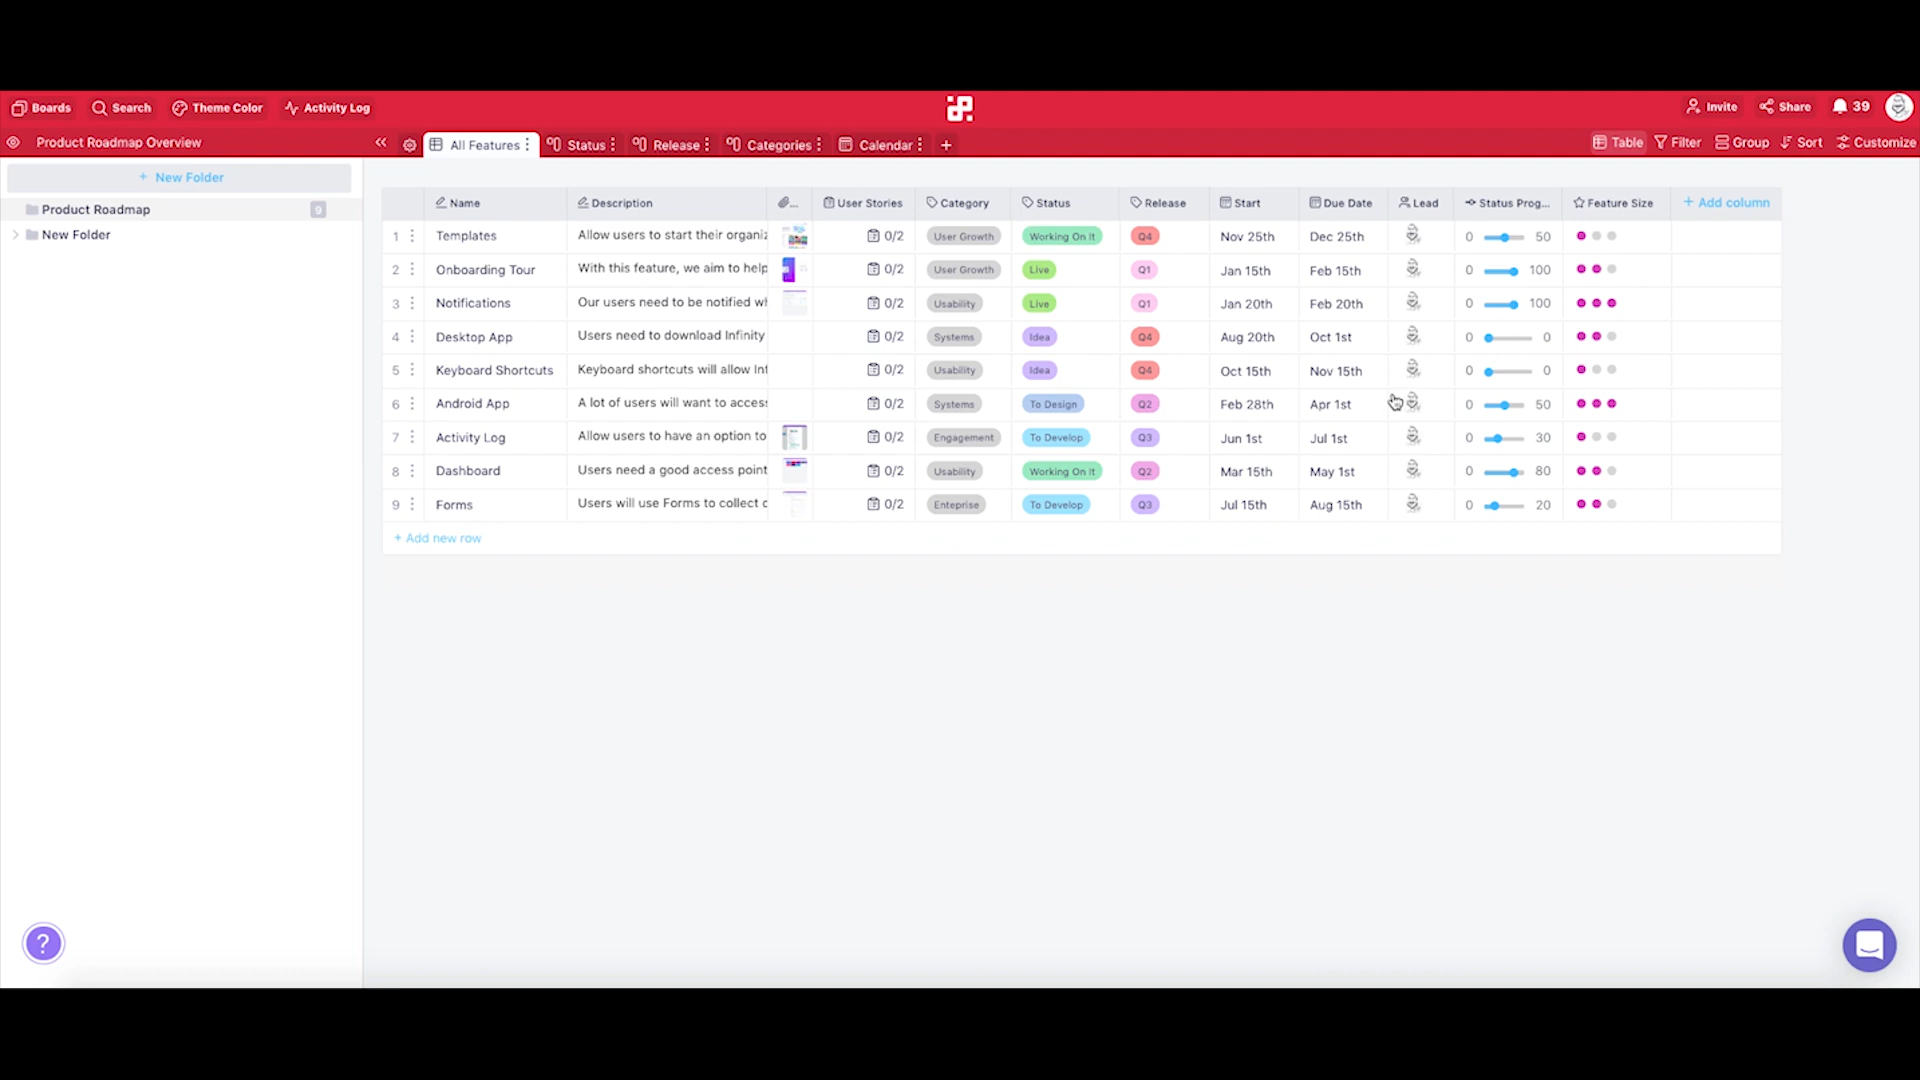 Boards Search Theme Color Activity Log Invite Share 39
Product Roadmap Overview All Features Status Release Categories Calendar + Table Filter Group Sort Customize
+ New Folder
Product Roadmap 9
New Folder
Name Description ... User Stories Category Status Release Start Due Date Lead Status Prog... Feature Size + Add column
1 Templates Allow users to start their organiz 0/2 User Growth Working On It Q4 Nov 25th Dec 25th 0 50
2 Onboarding Tour With this feature, we aim to help 0/2 User Growth Live Q1 Jan 15th Feb 15th 0 100
3 Notifications Our users need to be notified wh 0/2 Usability Live Q1 Jan 20th Feb 20th 0 100
4 Desktop App Users need to download Infinity 0/2 Systems Idea Q4 Aug 20th Oct 1st 0 0
5 Keyboard Shortcuts Keyboard shortcuts will allow Inf 0/2 Usability Idea Q4 Oct 15th Nov 15th 0 0
6 Android App A lot of users will want to access 0/2 Systems To Design Q2 Feb 28th Apr 1st 0 50
7 Activity Log Allow users to have an option to 0/2 Engagement To Develop Q3 Jun 1st Jul 1st 0 30
8 Dashboard Users need a good access point 0/2 Usability Working On It Q2 Mar 15th May 1st 0 80
9 Forms Users will use Forms to collect 0/2 Enteprise To Develop Q3 Jul 15th Aug 15th 0 20
+ Add new row
?